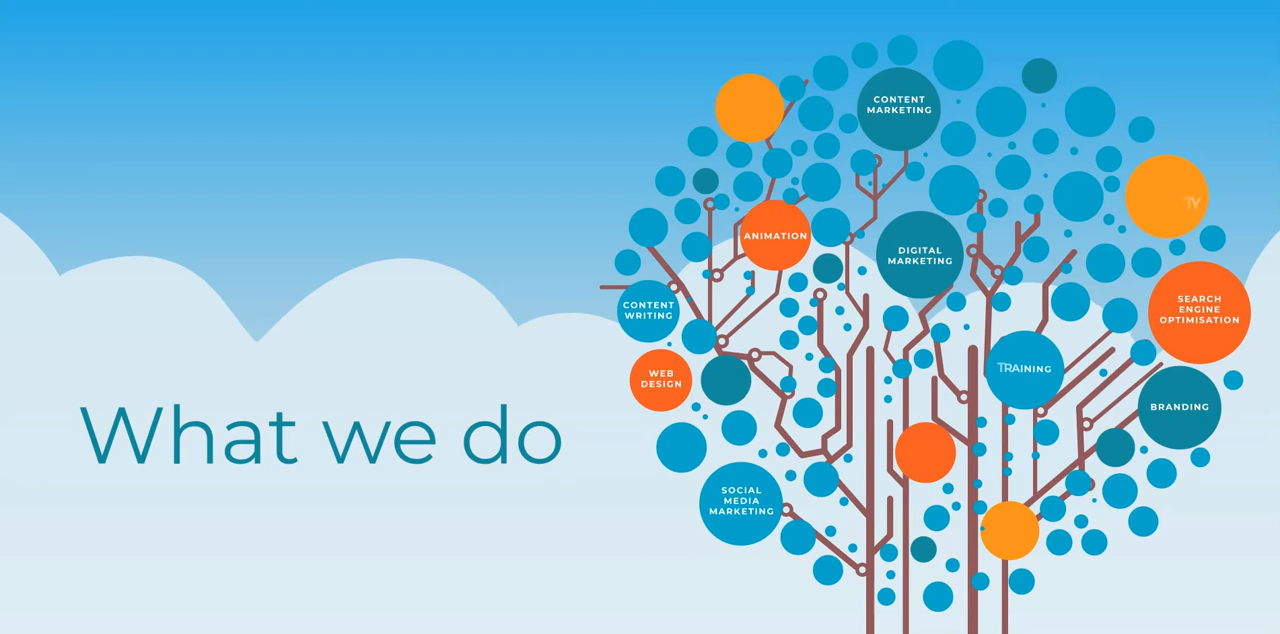 What we do
CONTENT
MARKETING
ANIMATION
DIGITAL
MARKETING
CONTENT
WRITING
SEARCH
ENGINE
OPTIMISATION
WEB
DESIGN
TRAINING
BRANDING
SOCIAL
MEDIA
MARKETING